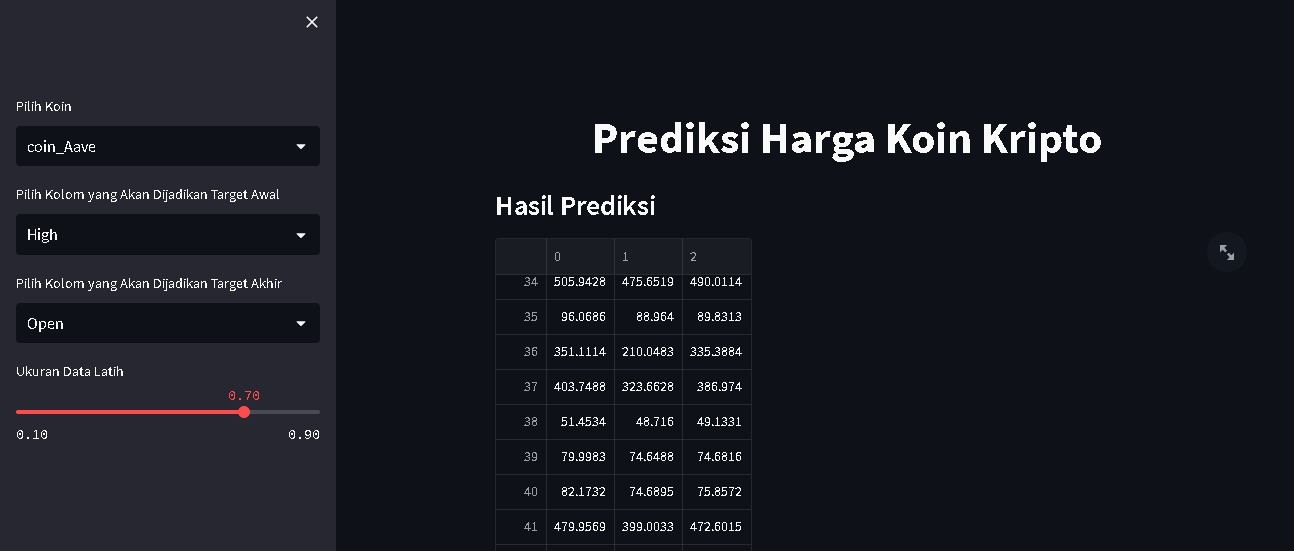 Pilih Koin
coin_Aave
Pilih Kolom yang Akan Dijadikan Target Awal
High
Pilih Kolom yang Akan Dijadikan Target Akhir
Open
Ukuran Data Latih
0.70
0.10 0.90
Prediksi Harga Koin Kripto
Hasil Prediksi
0 1 2
34 505.9428 475.6519 490.0114
35 96.0686 88.964 89.8313
36 351.1114 210.0483 335.3884
37 403.7488 323.6628 386.974
38 51.4534 48.716 49.1331
39 79.9983 74.6488 74.6816
40 82.1732 74.6895 75.8572
41 479.9569 399.0033 472.6015